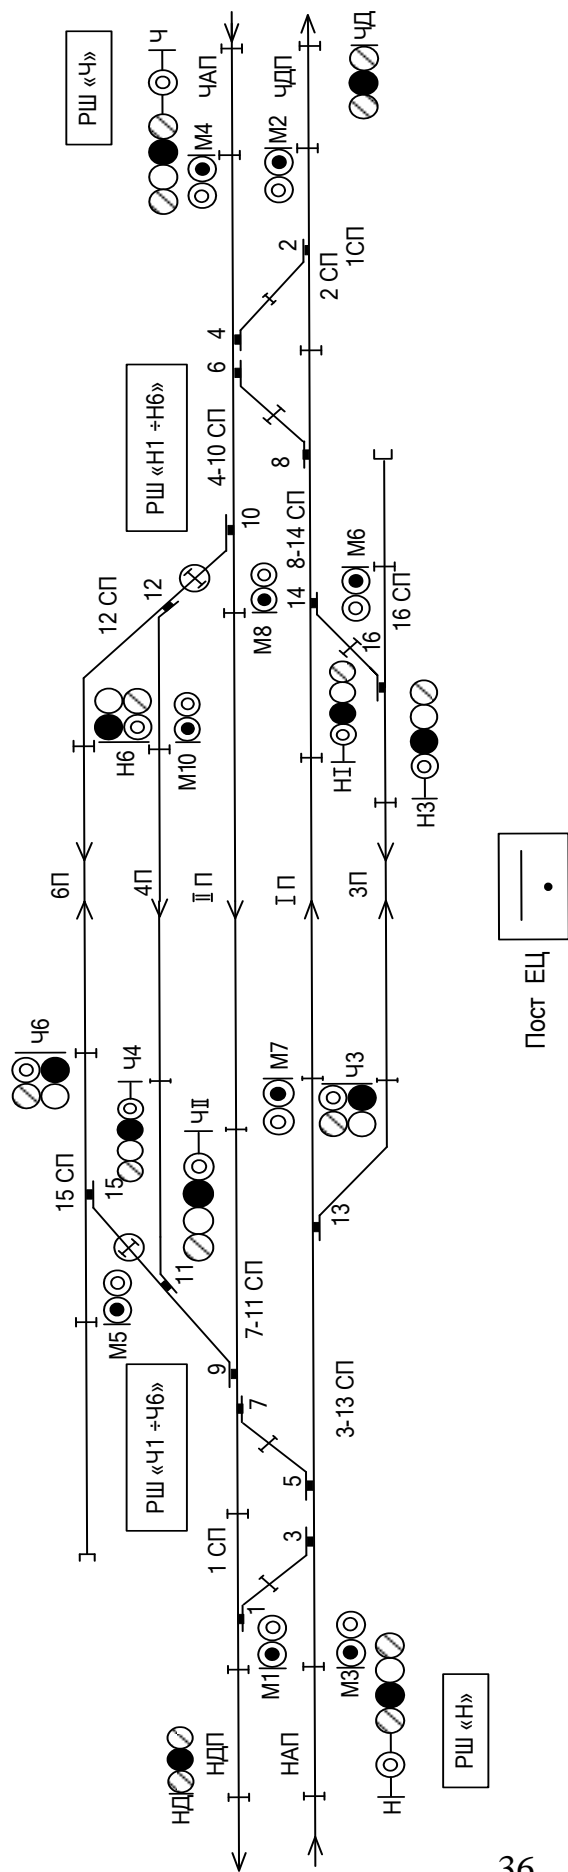 РШ «Ч»
Ч
ЧАП
М4
ЧДП
М2
ЧД
2
2 СП
1СП
4
6
РШ «Н1 ÷Н6»
4-10 СП
8
10
8-14 СП
12 СП
12
М8
14
М6
16
16 СП
Н6
М10
НI
Н3
6П
4П
II П
I П
3П
Пост ЕЦ
Ч6
Ч4
М7
Ч3
ЧII
15 СП
15
13
11
7-11 СП
М5
9
7
РШ «Ч1 ÷Ч6»
3-13 СП
5
1 СП
3
1
М1
М3
НД
НДП
НАП
Н
РШ «Н»
36